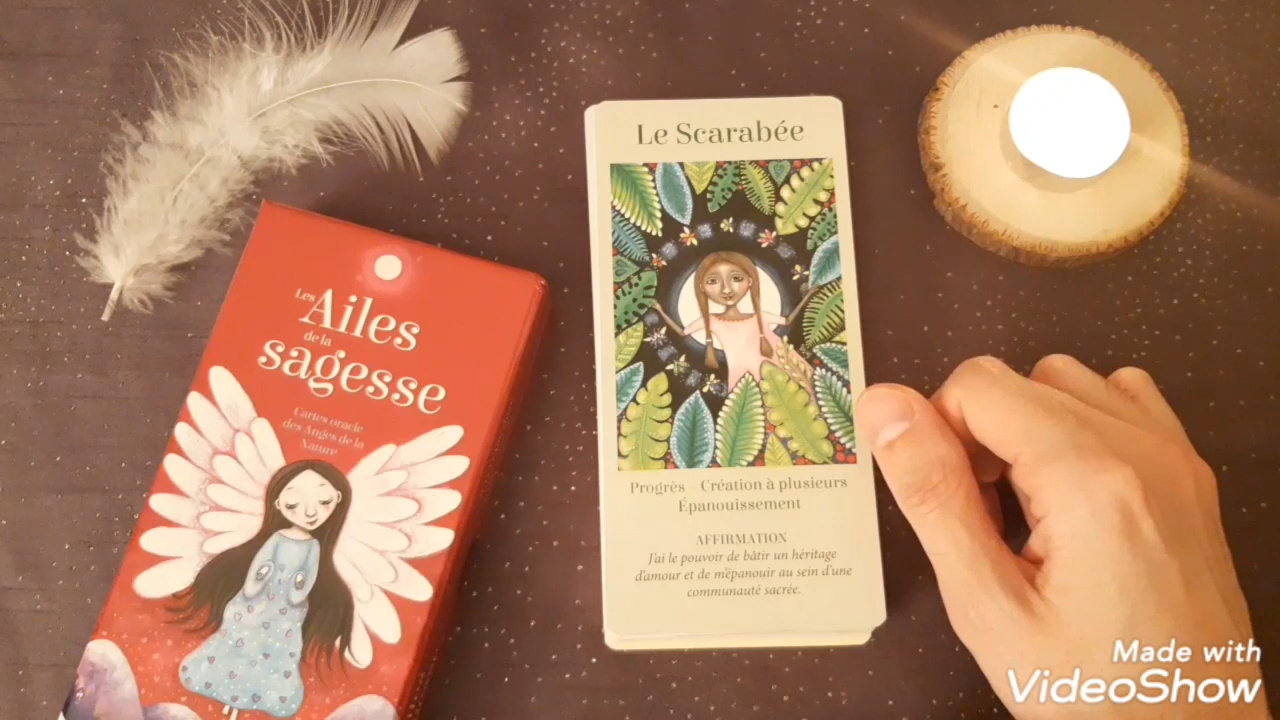 Les
Ailes
de la
sagesse
Cartes oracle
des Anges de la
Nature
Le Scarabée
Progrès - Création à plusieurs
Épanouissement
AFFIRMATION
J'ai le pouvoir de bâtir un héritage
d'amour et de m'épanouir au sein d'une
communauté sacrée.
Made with
VideoShow